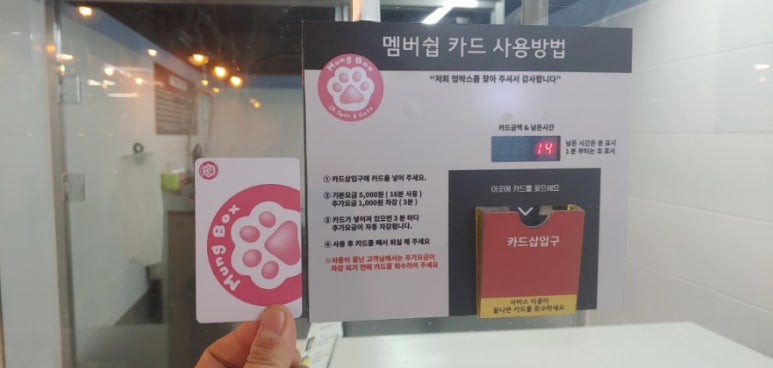 멤버쉽 카드 사용방법
"저희 멍박스를 찾아 주셔서 감사합니다"
Mung Box
카드금액 & 남은시간
14
남은 시간은 분 표시
1 분 부터는 초 표시
① 카드삽입구에 카드를 넣어 주세요.
② 기본요금 5,000원 ( 16분 사용 )
추가요금 1,000원 차감 ( 3분 )
③ 카드가 넣어져 있으면 3 분 마다
추가요금이 자동 차감됩니다.
④ 사용 후 카드를 빼서 퇴실 해 주세요
※사용이 끝난 고객님께서는 추가요금이
차감 되기 전에 카드를 회수하여 주세요
이곳에 카드를 꽂으세요
카드삽입구
서비스 이용이
끝나면 카드를 회수하세요
Mung Box